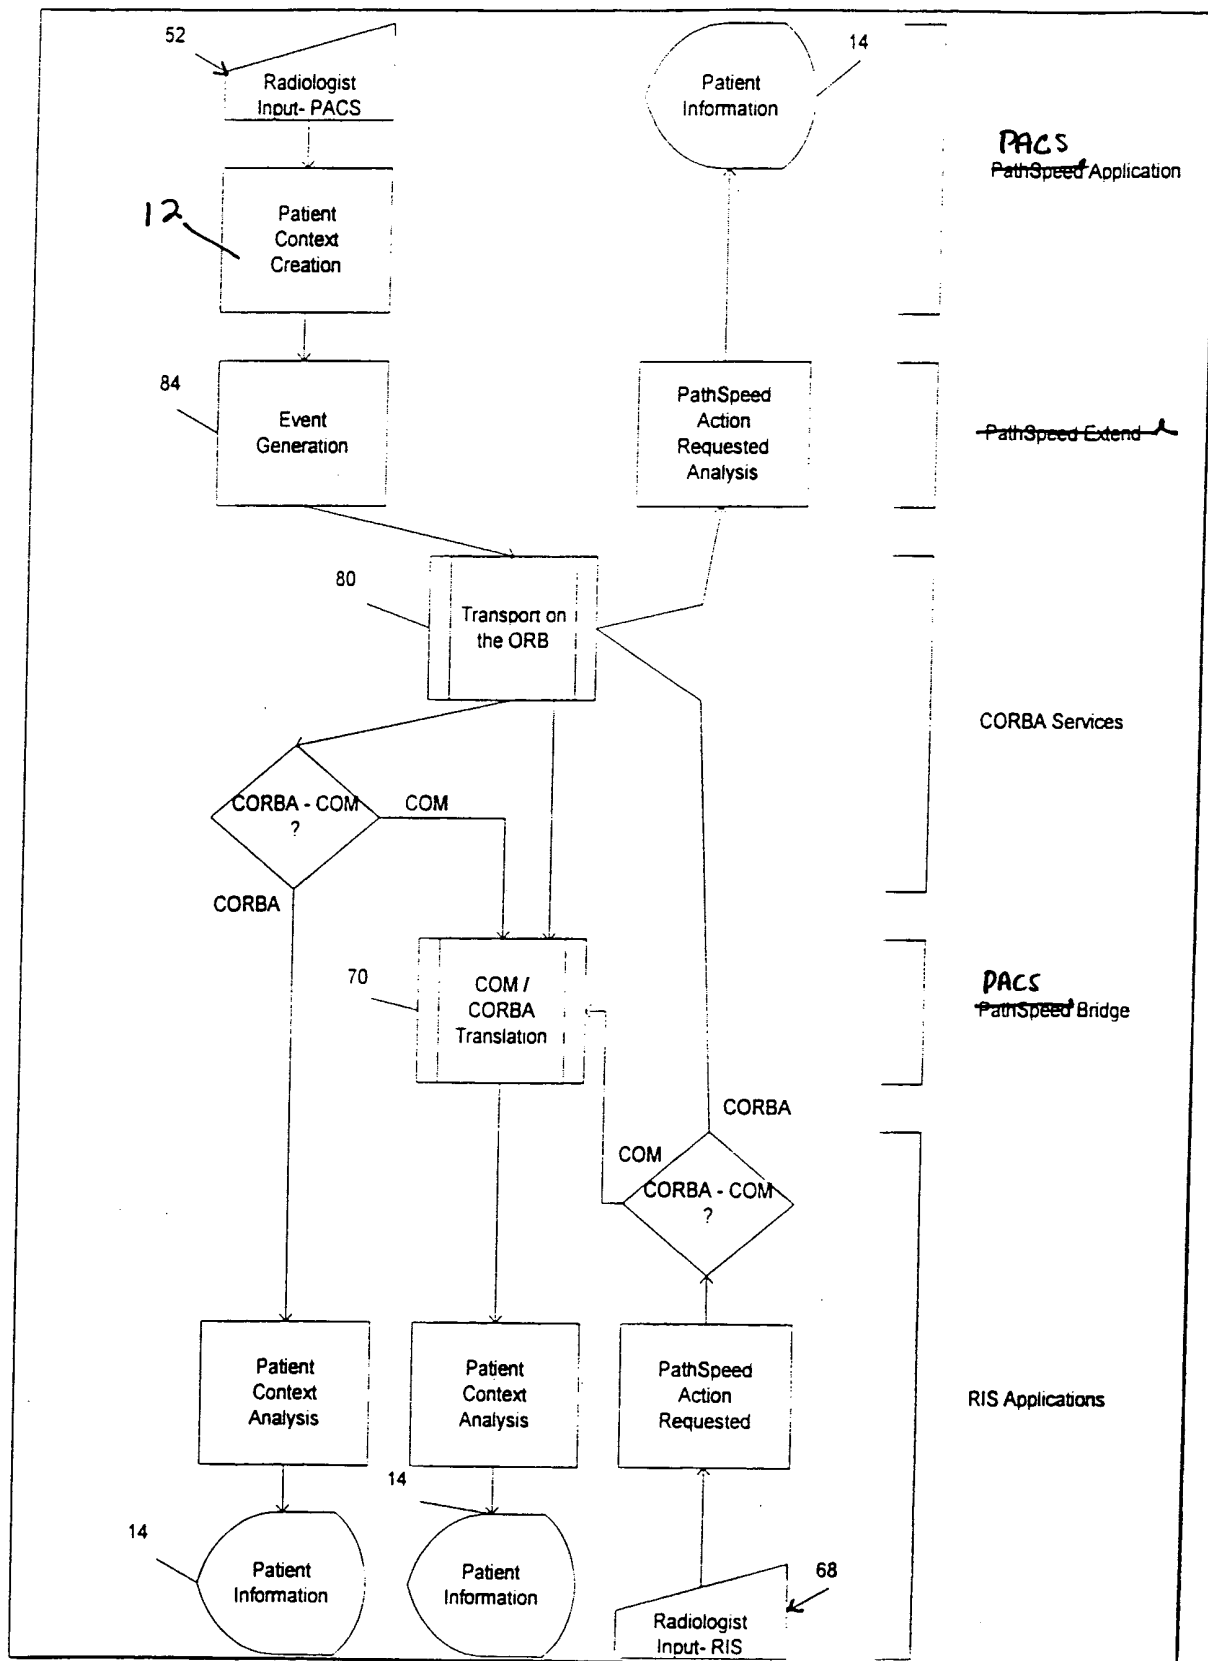 52
Radiologist
Input- PACS
14
Patient
Information
PACS
PathSpeed Application
12
Patient
Context
Creation
84
Event
Generation
PathSpeed
Action
Requested
Analysis
PathSpeed Extend
80
Transport on
the ORB
CORBA Services
CORBA - COM
?
COM
CORBA
70
COM /
CORBA
Translation
PACS
PathSpeed Bridge
CORBA
COM
CORBA - COM
?
Patient
Context
Analysis
Patient
Context
Analysis
PathSpeed
Action
Requested
RIS Applications
14
14
Patient
Information
Patient
Information
68
Radiologist
Input- RIS